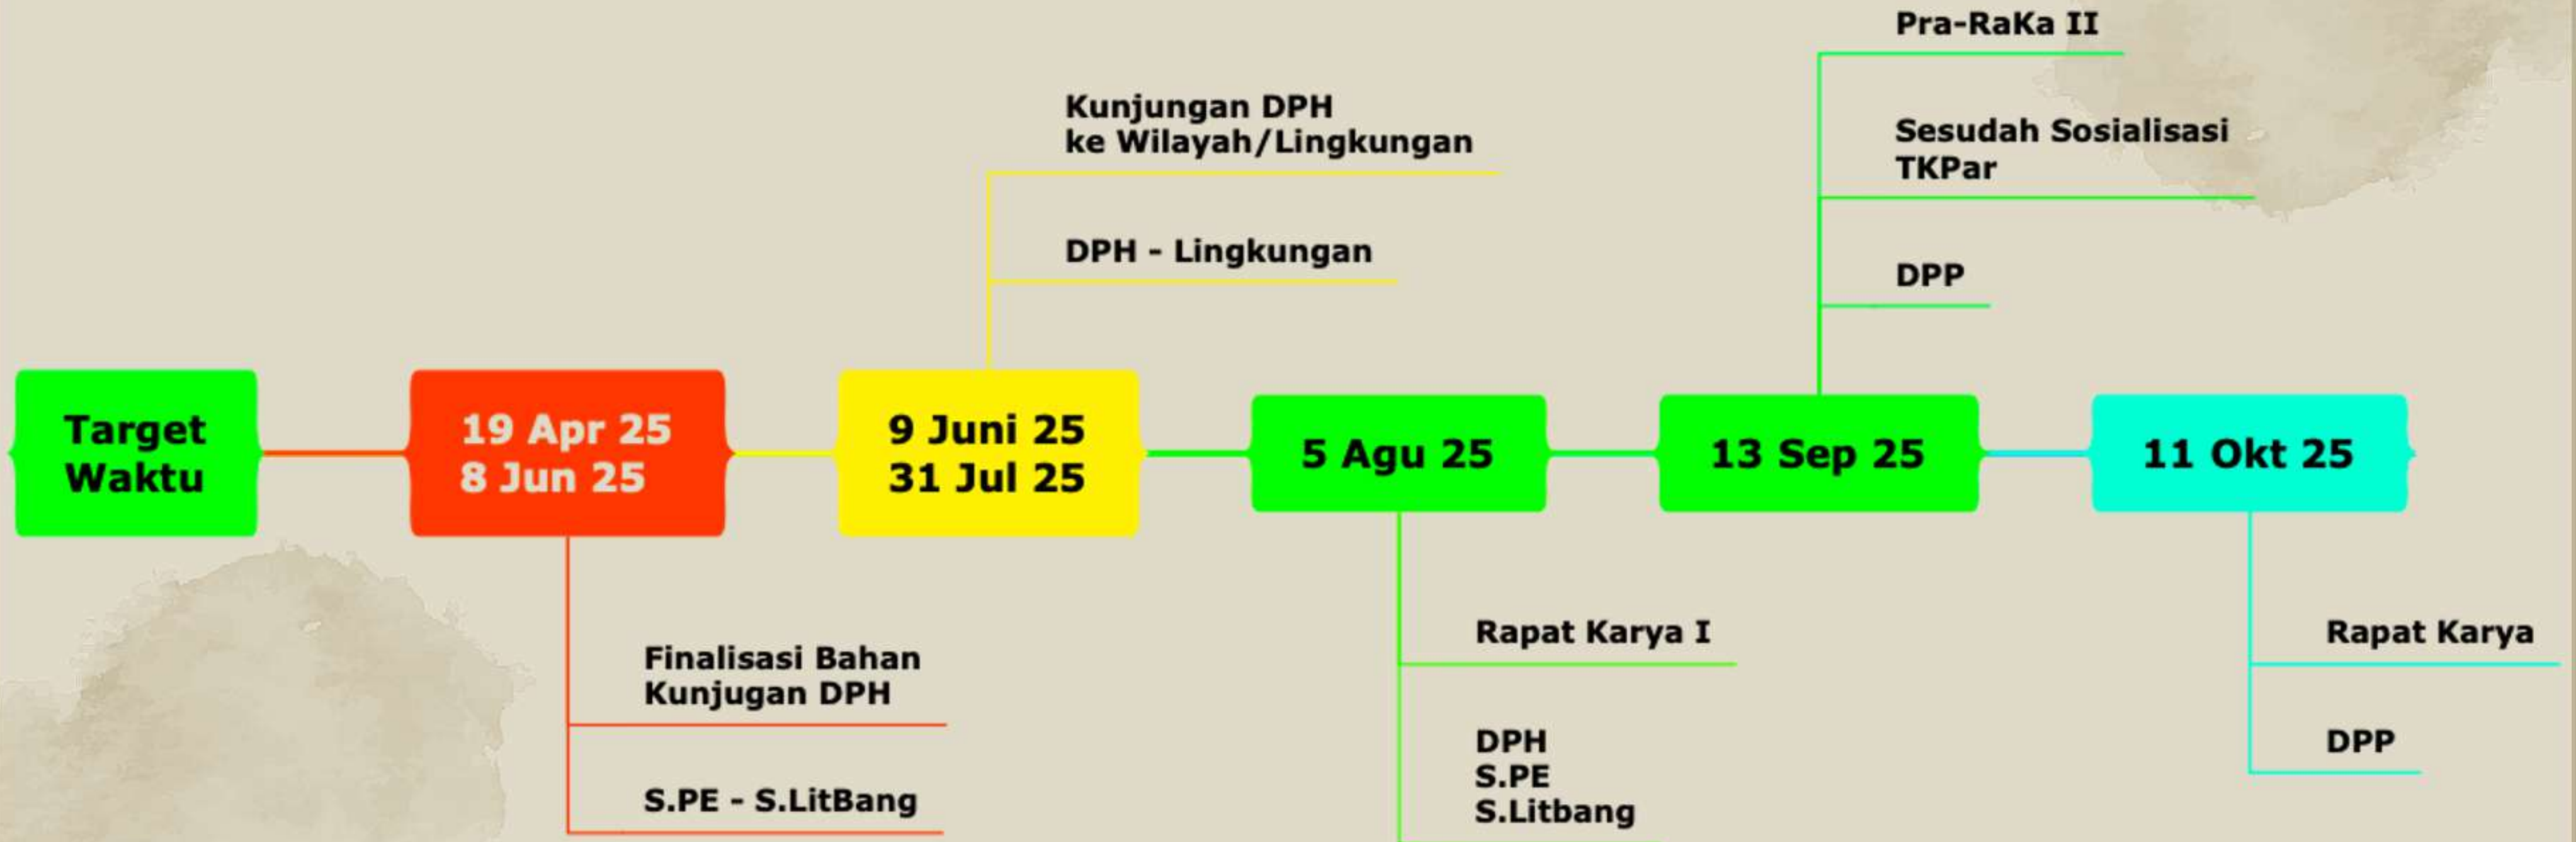 Target
Waktu
19 Apr 25
8 Jun 25
Finalisasi Bahan
Kunjugan DPH
S.PE - S.LitBang
9 Juni 25
31 Jul 25
Kunjungan DPH
ke Wilayah/Lingkungan
DPH - Lingkungan
5 Agu 25
Rapat Karya I
DPH
S.PE
S.Litbang
13 Sep 25
Pra-RaKa II
Sesudah Sosialisasi
TKPar
DPP
11 Okt 25
Rapat Karya
DPP